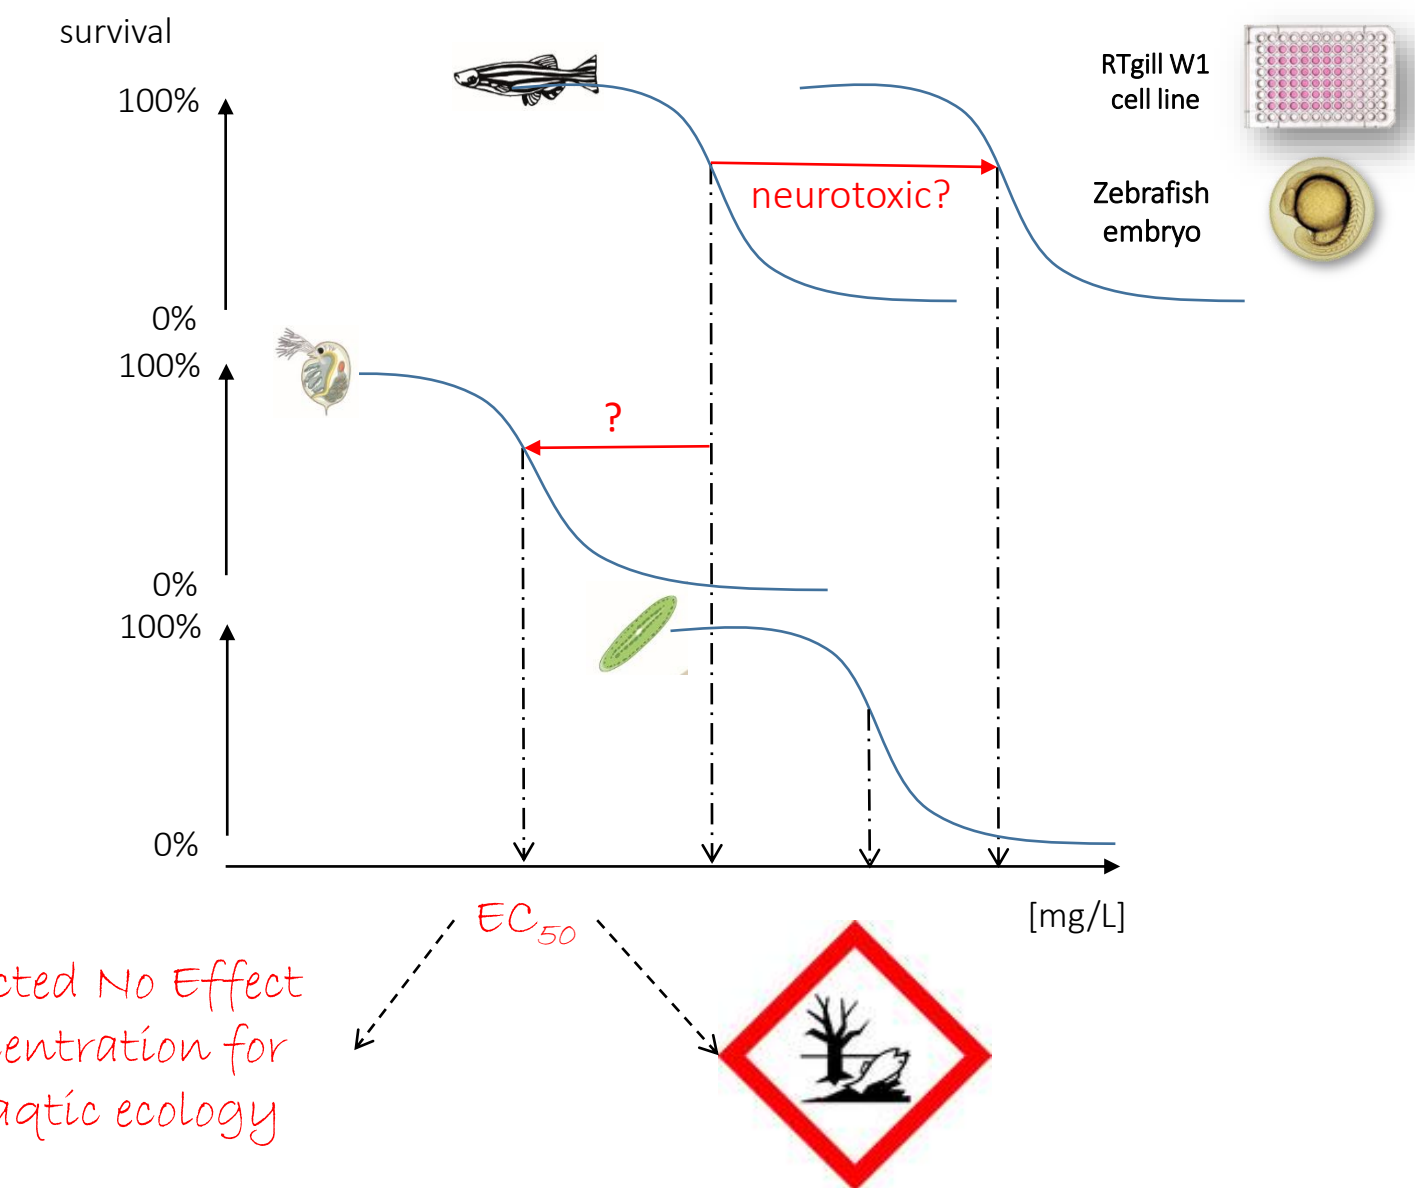 survival
100%
RTgill W1
cell line
neurotoxic?
Zebrafish
embryo
0%
100%
?
0%
100%
0%
EC50
[mg/L]
cted No Effect
entration for
aqtic ecology